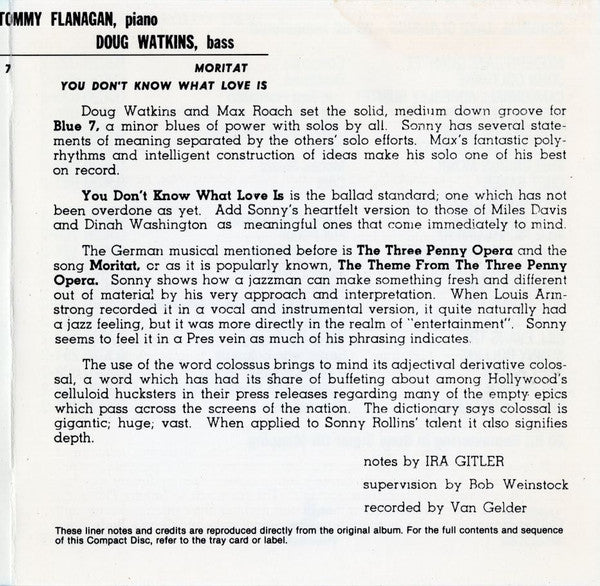 TOMMY FLANAGAN, piano
DOUG WATKINS, bass
7 MORITAT
YOU DON'T KNOW WHAT LOVE IS
Doug Watkins and Max Roach set the solid, medium down groove for
Blue 7, a minor blues of power with solos by all. Sonny has several state-
ments of meaning separated by the others' solo efforts. Max's fantastic poly-
rhythms and intelligent construction of ideas make his solo one of his best
on record.
You Don't Know What Love Is is the ballad standard; one which has not
been overdone as yet. Add Sonny's heartfelt version to those of Miles Davis
and Dinah Washington as meaningful ones that come immediately to mind.
The German musical mentioned before is The Three Penny Opera and the
song Moritat, or as it is popularly known, The Theme From The Three Penny
Opera. Sonny shows how a jazzman can make something fresh and different
out of material by his very approach and interpretation. When Louis Arm-
strong recorded it in a vocal and instrumental version, it quite naturally had
a jazz feeling, but it was more directly in the realm of "entertainment". Sonny
seems to feel it in a Pres vein as much of his phrasing indicates.
The use of the word colossus brings to mind its adjectival derivative colos-
sal, a word which has had its share of buffeting about among Hollywood's
celluloid hucksters in their press releases regarding many of the empty epics
which pass across the screens of the nation. The dictionary says colossal is
gigantic; huge; vast. When applied to Sonny Rollins' talent it also signifies
depth.
notes by IRA GITLER
supervision by Bob Weinstock
recorded by Van Gelder
These liner notes and credits are reproduced directly from the original album. For the full contents and sequence
of this Compact Disc, refer to the tray card or label.